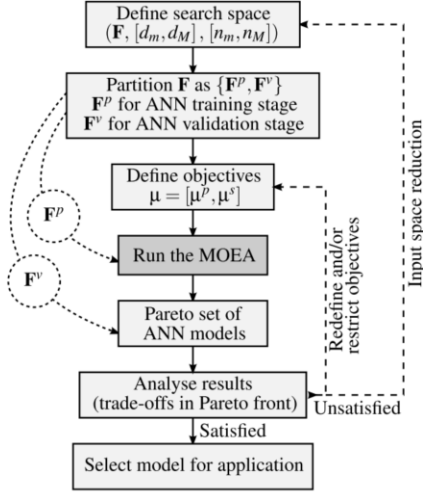 Define search space
(F, [d_m, d_M], [n_m, n_M])
Partition F as {F^p, F^v}
F^p for ANN training stage
F^v for ANN validation stage
Define objectives
μ = [μ^p, μ^s]
F^p
Run the MOEA
F^v
Pareto set of
ANN models
Redefine and/or
restrict objectives
Input space reduction
Analyse results
(trade-offs in Pareto front)
Unsatisfied
Satisfied
Select model for application